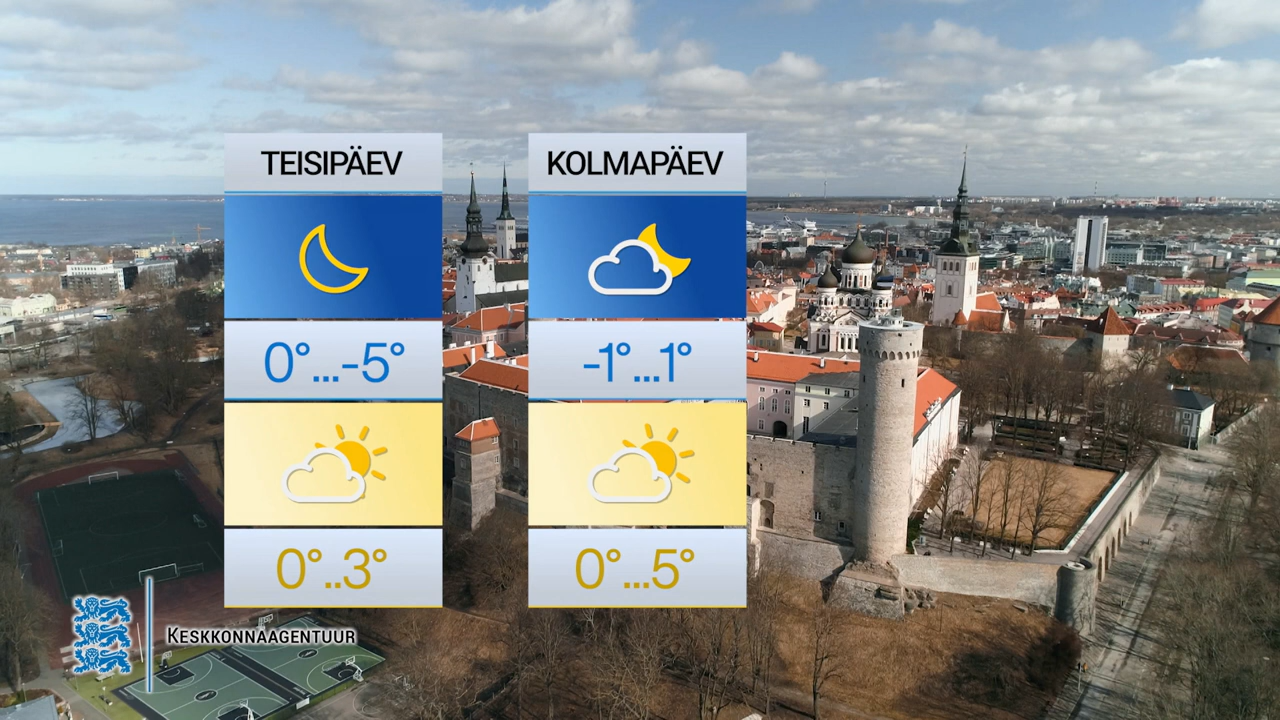 TEISIPÄEV
0°...-5°
0°..3°
KOLMAPÄEV
-1°...1°
0°...5°
KESKKONNAAGENTUUR